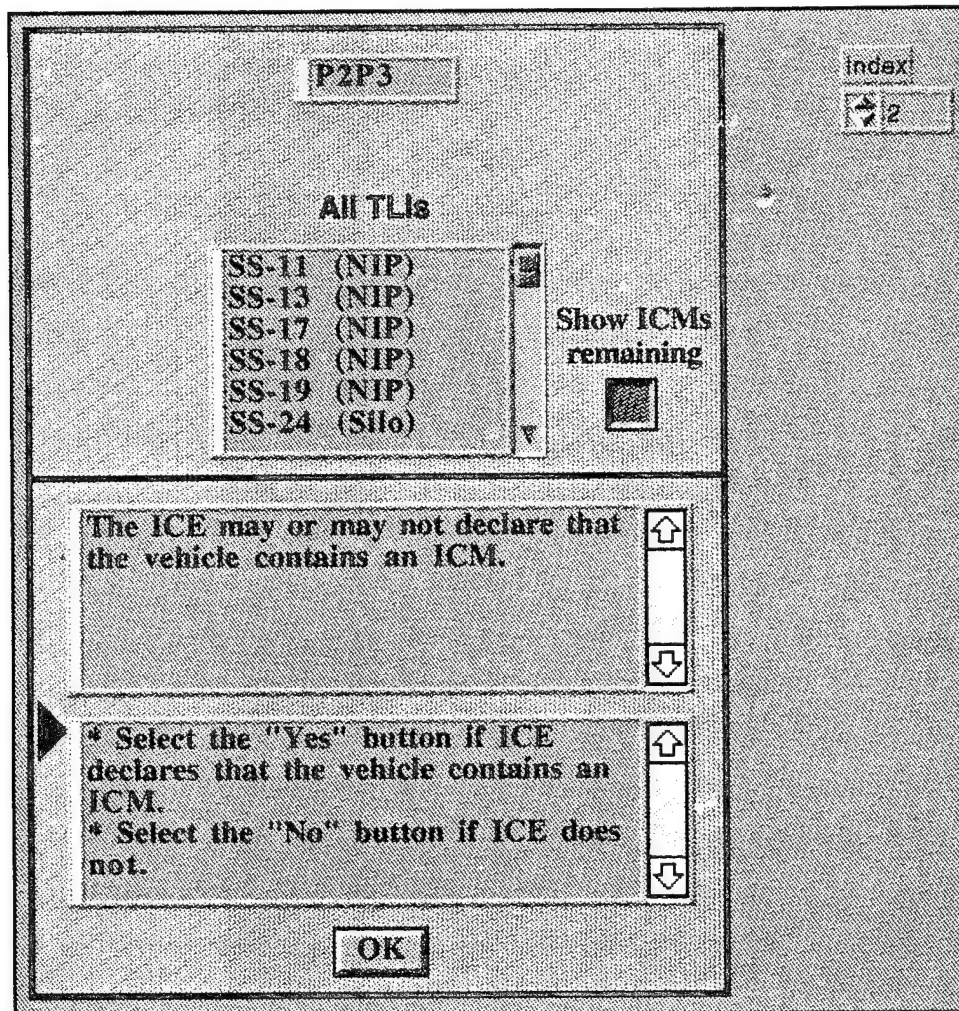 P2P3
Index
2
All TLIs
SS-11 (NIP)
SS-13 (NIP)
SS-17 (NIP)
SS-18 (NIP)
SS-19 (NIP)
SS-24 (Silo)
Show ICMs
remaining
The ICE may or may not declare that
the vehicle contains an ICM.
* Select the "Yes" button if ICE
declares that the vehicle contains an
ICM.
* Select the "No" button if ICE does
not.
OK